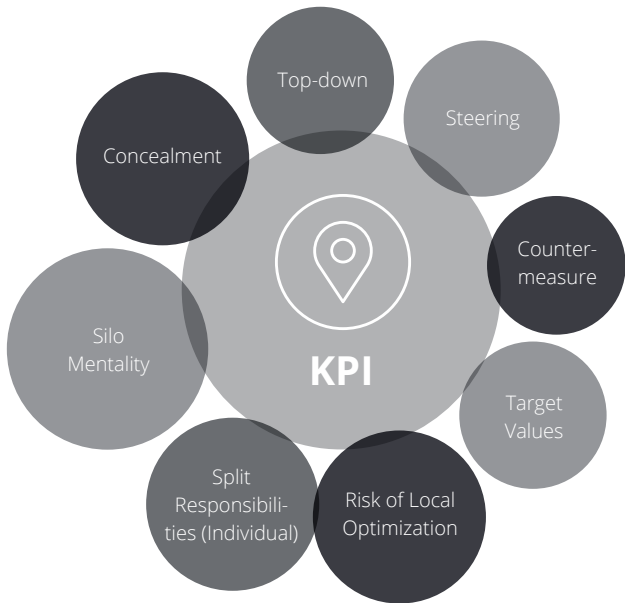 Top-down
Steering
Concealment
Counter-
measure
Silo
Mentality
KPI
Target
Values
Split
Responsibili-
ties (Individual)
Risk of Local
Optimization